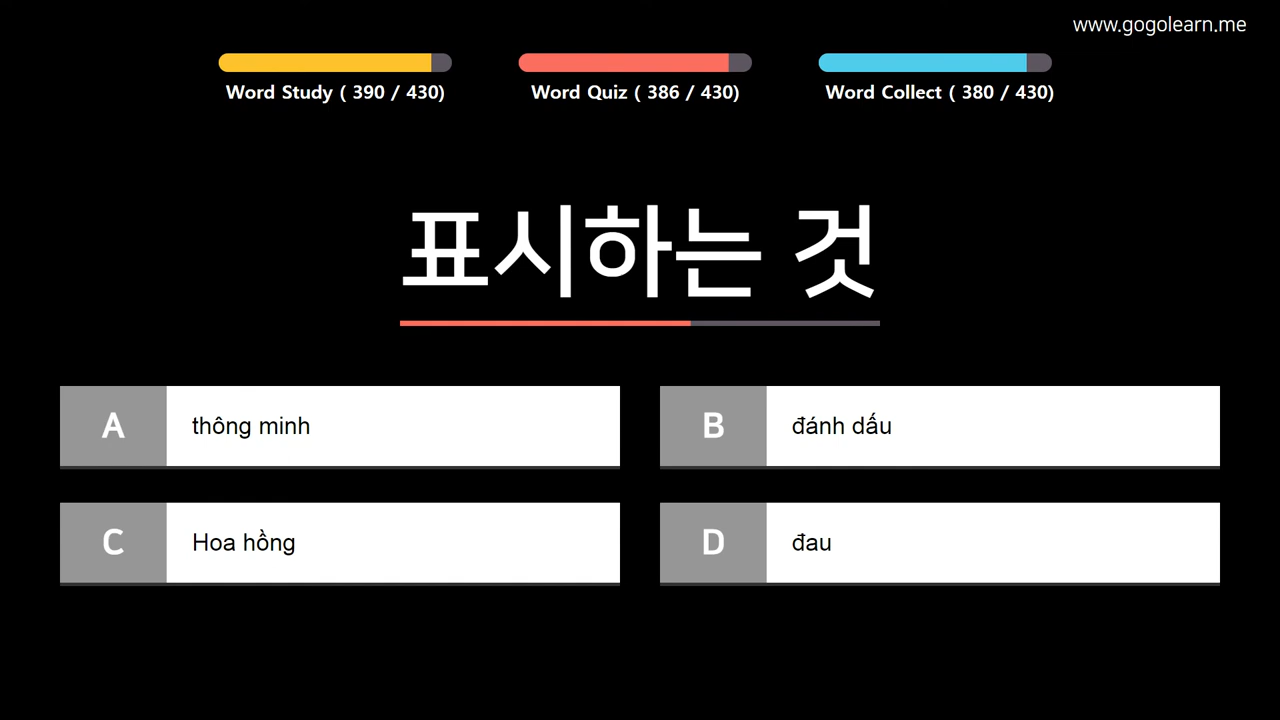 www.gogolearn.me
Word Study ( 390 / 430)
Word Quiz ( 386 / 430)
Word Collect ( 380 / 430)
표시하는 것
A
thông minh
B
đánh dấu
C
Hoa hồng
D
đau